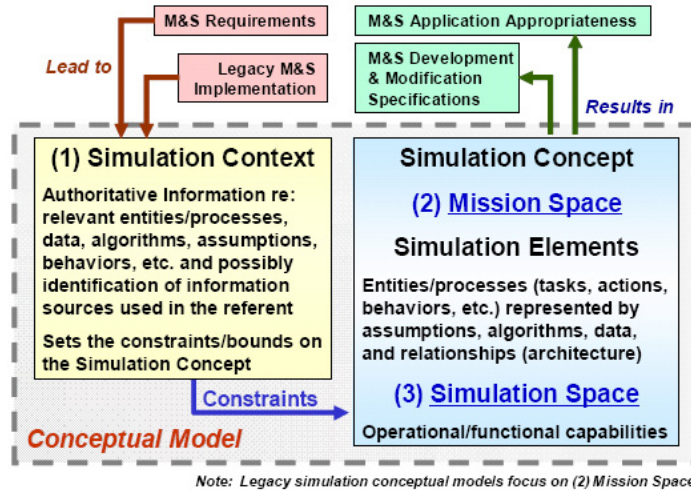 M&S Requirements
M&S Application Appropriateness
Lead to
Legacy M&S
Implementation
M&S Development
& Modification
Specifications
Results in
(1) Simulation Context
Authoritative Information re:
relevant entities/processes,
data, algorithms, assumptions,
behaviors, etc. and possibly
identification of information
sources used in the referent
Sets the constraints/bounds on
the Simulation Concept
Simulation Concept
(2) Mission Space
Simulation Elements
Entities/processes (tasks, actions,
behaviors, etc.) represented by
assumptions, algorithms, data,
and relationships (architecture)
(3) Simulation Space
Operational/functional capabilities
Constraints
Conceptual Model
Note: Legacy simulation conceptual models focus on (2) Mission Space